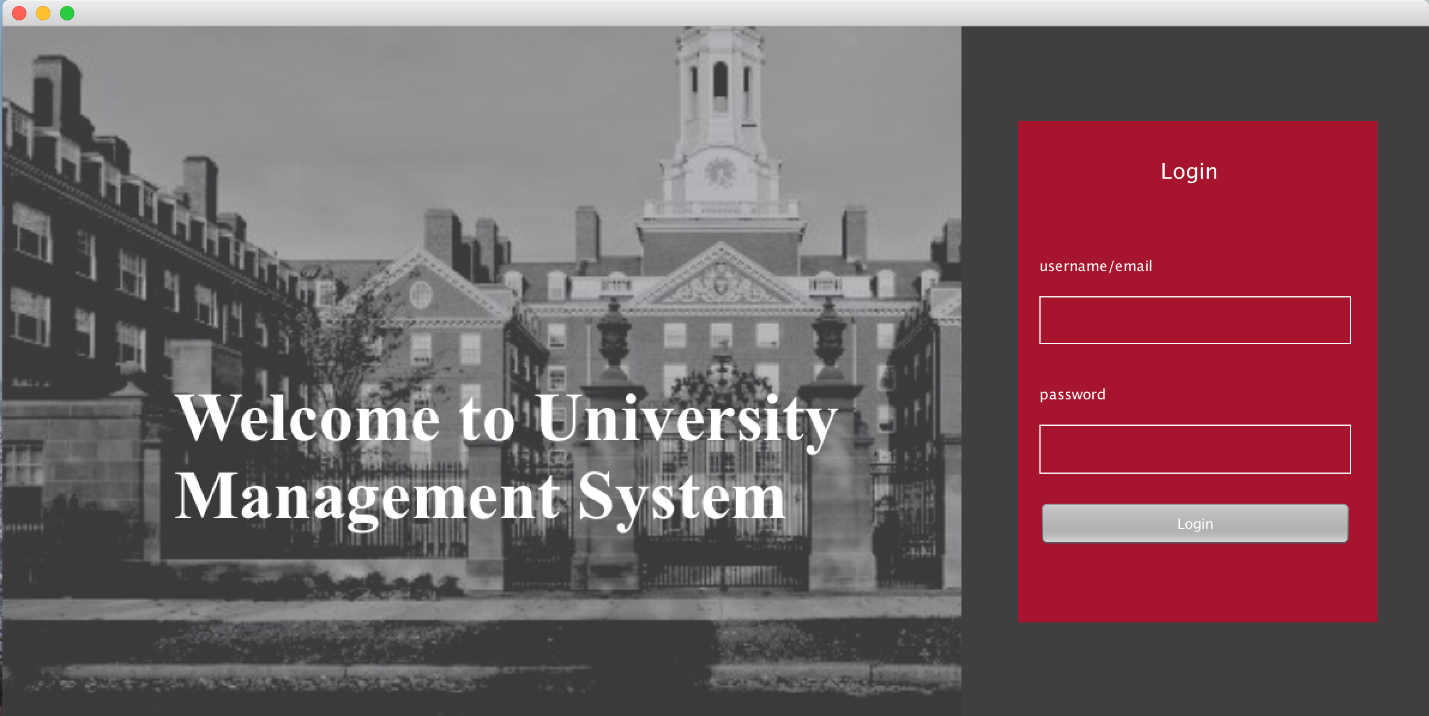 Welcome to University
Management System
Login
username/email
password
Login